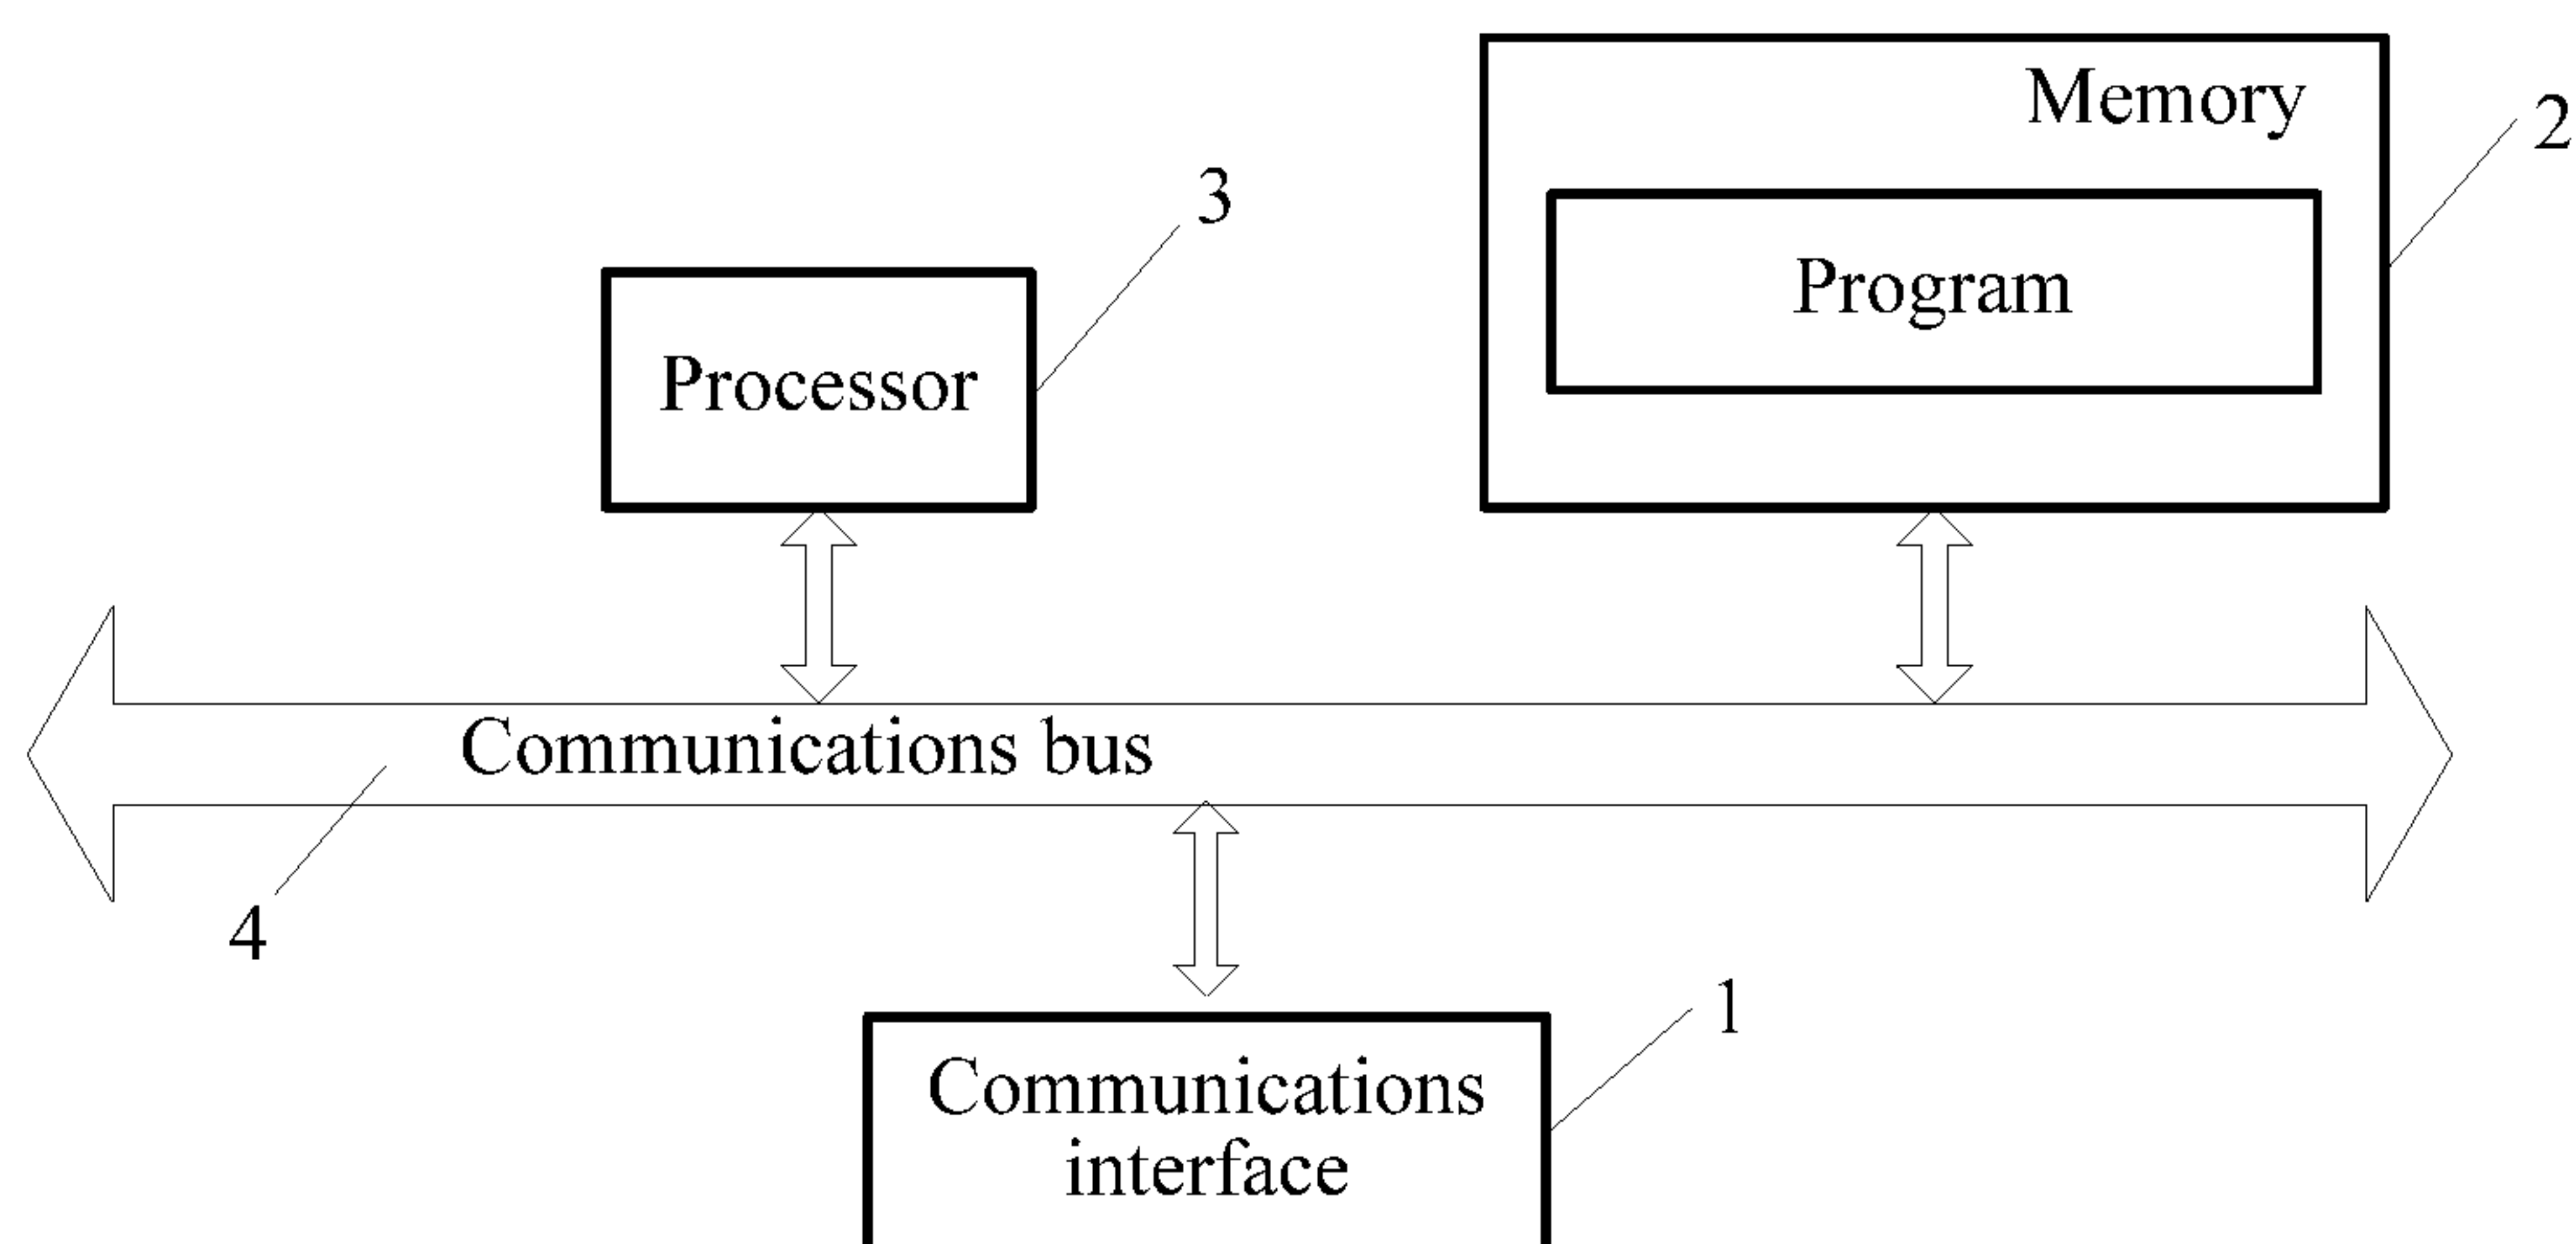 Memory
2
3
Program
Processor
Communications bus
4
1
Communications
interface